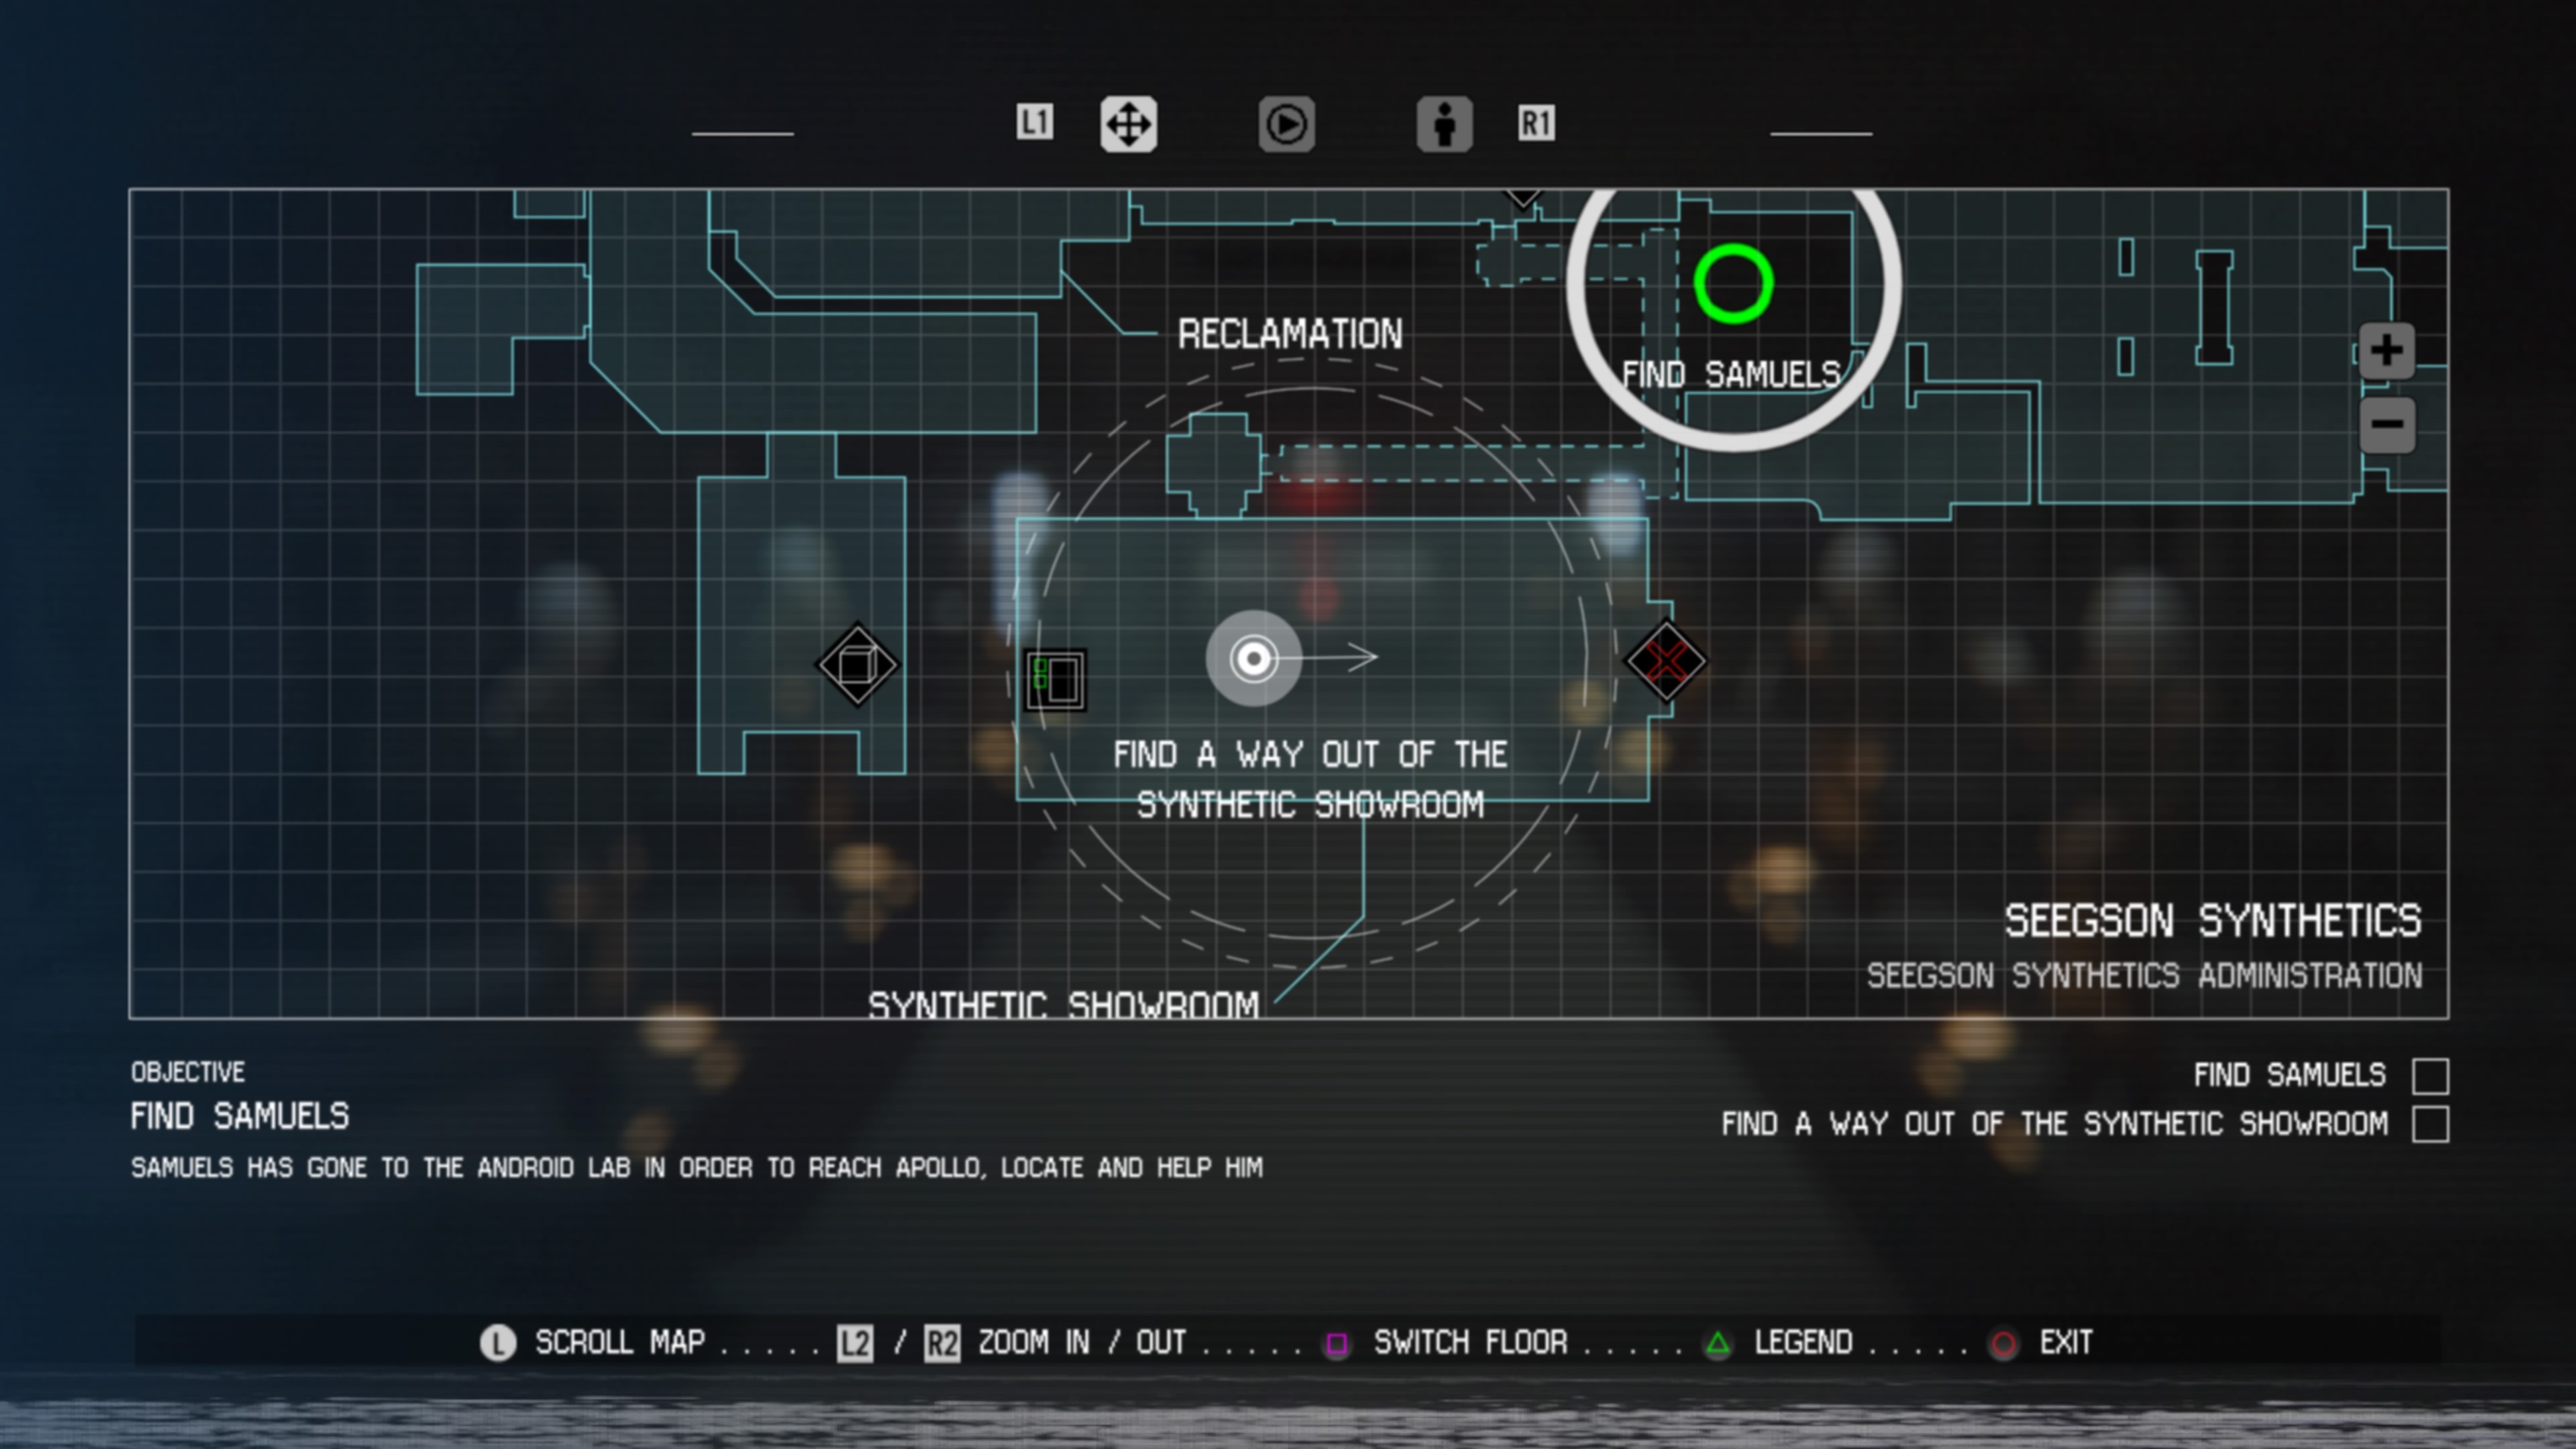 L1
R1
RECLAMATION
FIND SAMUELS
FIND A WAY OUT OF THE
SYNTHETIC SHOWROOM
SEEGSON SYNTHETICS
SEEGSON SYNTHETICS ADMINISTRATION
SYNTHETIC SHOWROOM
OBJECTIVE
FIND SAMUELS
SAMUELS HAS GONE TO THE ANDROID LAB IN ORDER TO REACH APOLLO, LOCATE AND HELP HIM
FIND SAMUELS
FIND A WAY OUT OF THE SYNTHETIC SHOWROOM
L SCROLL MAP ..... L2 / R2 ZOOM IN / OUT ..... SWITCH FLOOR ..... LEGEND ..... EXIT